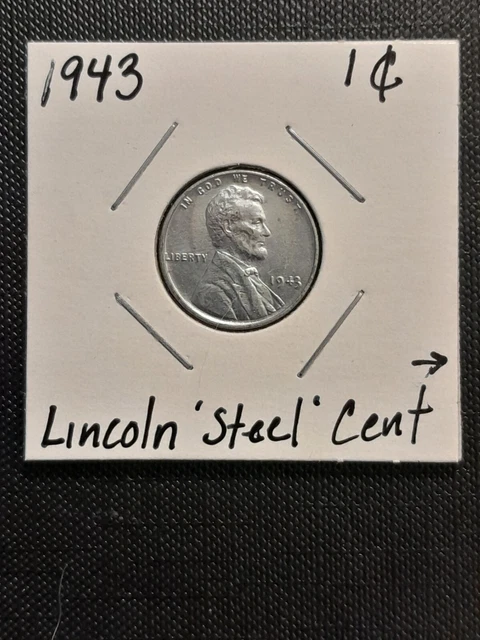 1943 1¢
IN GOD WE TRUST
LIBERTY
1943
Lincoln 'Steel' Cent →